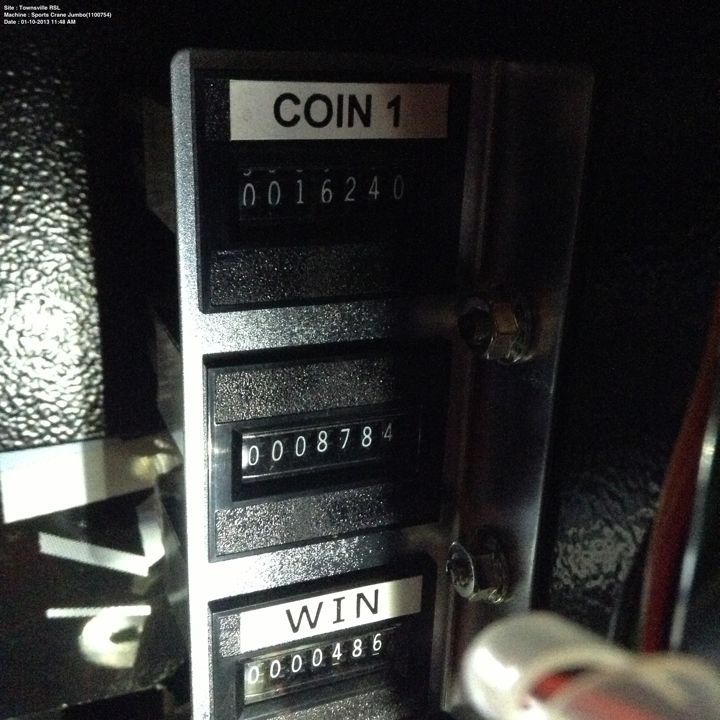 Site : Townsville RSL
Machine : Sports Crane Jumbo(1100754)
Date : 01-10-2013 11:48 AM
COIN 1
0016240
0008784
WIN
0000486